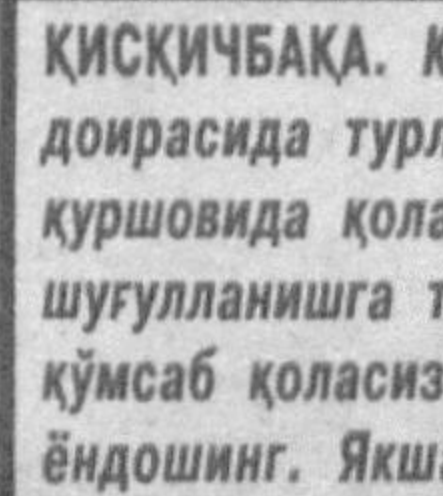 ҚИСҚИЧБАҚА.
доирасида
қуршовида
шуғулланишга
қўмсаб қоласиз
ёндошинг.